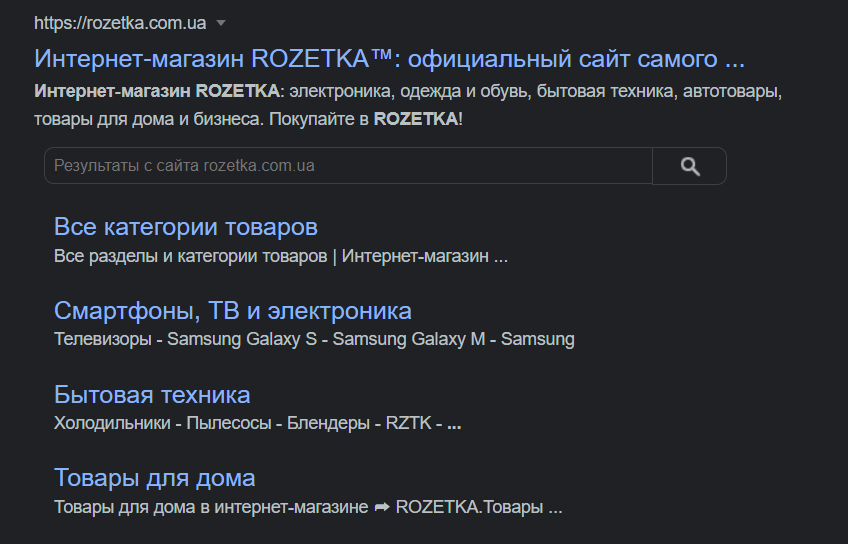 https://rozetka.com.ua
Интернет-магазин ROZETKA™: официальный сайт самого ...
Интернет-магазин ROZETKA: электроника, одежда и обувь, бытовая техника, автотовары,
товары для дома и бизнеса. Покупайте в ROZETKA!
Результаты с сайта rozetka.com.ua
Все категории товаров
Все разделы и категории товаров | Интернет-магазин ...
Смартфоны, ТВ и электроника
Телевизоры - Samsung Galaxy S - Samsung Galaxy M - Samsung
Бытовая техника
Холодильники - Пылесосы - Блендеры - RZTK - ...
Товары для дома
Товары для дома в интернет-магазине ➦ ROZETKA.Товары ...